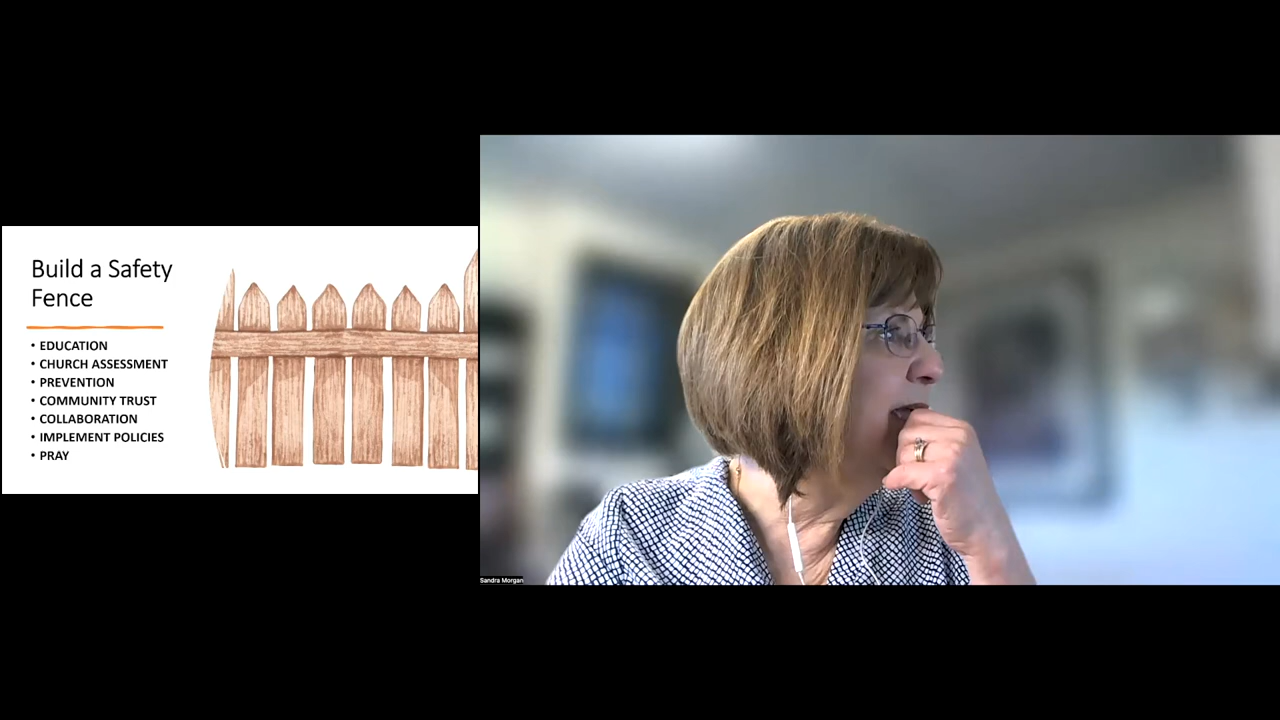 Build a Safety
Fence
• EDUCATION
• CHURCH ASSESSMENT
• PREVENTION
• COMMUNITY TRUST
• COLLABORATION
• IMPLEMENT POLICIES
• PRAY
Sandra Morgan